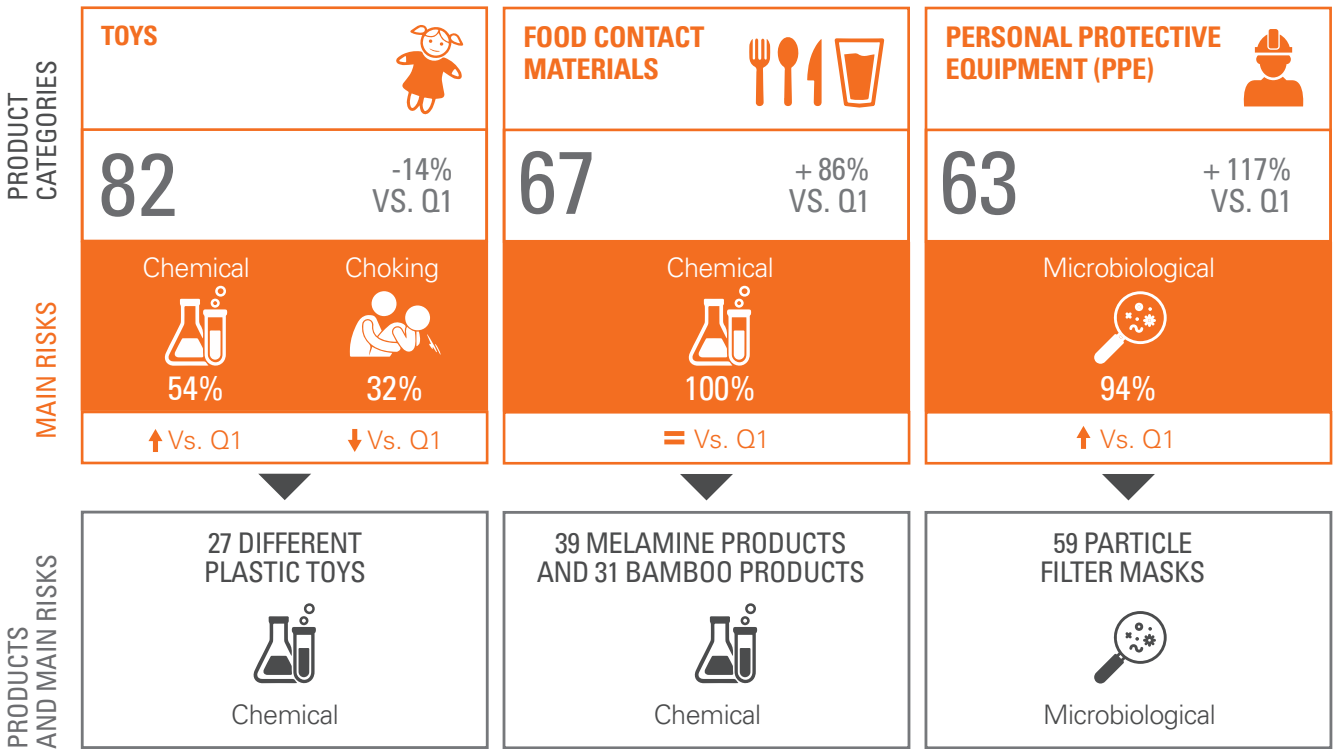 PRODUCT
CATEGORIES
TOYS
82
-14%
VS. Q1
FOOD CONTACT
MATERIALS
67
+ 86%
VS. Q1
PERSONAL PROTECTIVE
EQUIPMENT (PPE)
63
+ 117%
VS. Q1
MAIN RISKS
Chemical
54%
Vs. Q1
Choking
32%
Vs. Q1
Chemical
100%
= Vs. Q1
Microbiological
94%
Vs. Q1
PRODUCTS
AND MAIN RISKS
27 DIFFERENT
PLASTIC TOYS
Chemical
39 MELAMINE PRODUCTS
AND 31 BAMBOO PRODUCTS
Chemical
59 PARTICLE
FILTER MASKS
Microbiological